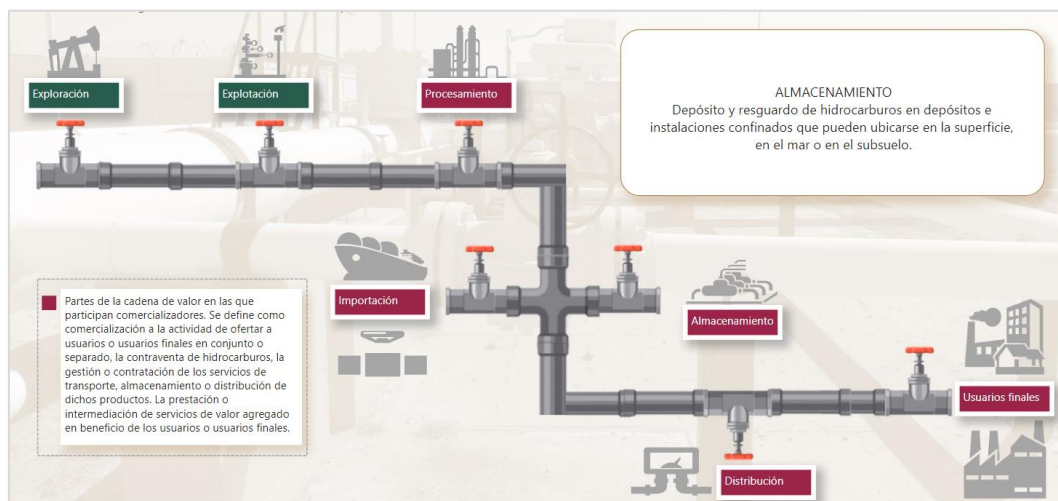 Exploración
Explotación
Procesamiento
ALMACENAMIENTO
Depósito y resguardo de hidrocarburos en depósitos e
instalaciones confinados que pueden ubicarse en la superficie,
en el mar o en el subsuelo.
Importación
Almacenamiento
Partes de la cadena de valor en las que
participan comercializadores. Se define como
comercialización a la actividad de ofertar a
usuarios o usuarios finales en conjunto o
separado, la contraventa de hidrocarburos, la
gestión o contratación de los servicios de
transporte, almacenamiento o distribución de
dichos productos. La prestación o
intermediación de servicios de valor agregado
en beneficio de los usuarios o usuarios finales.
Usuarios finales
Distribución